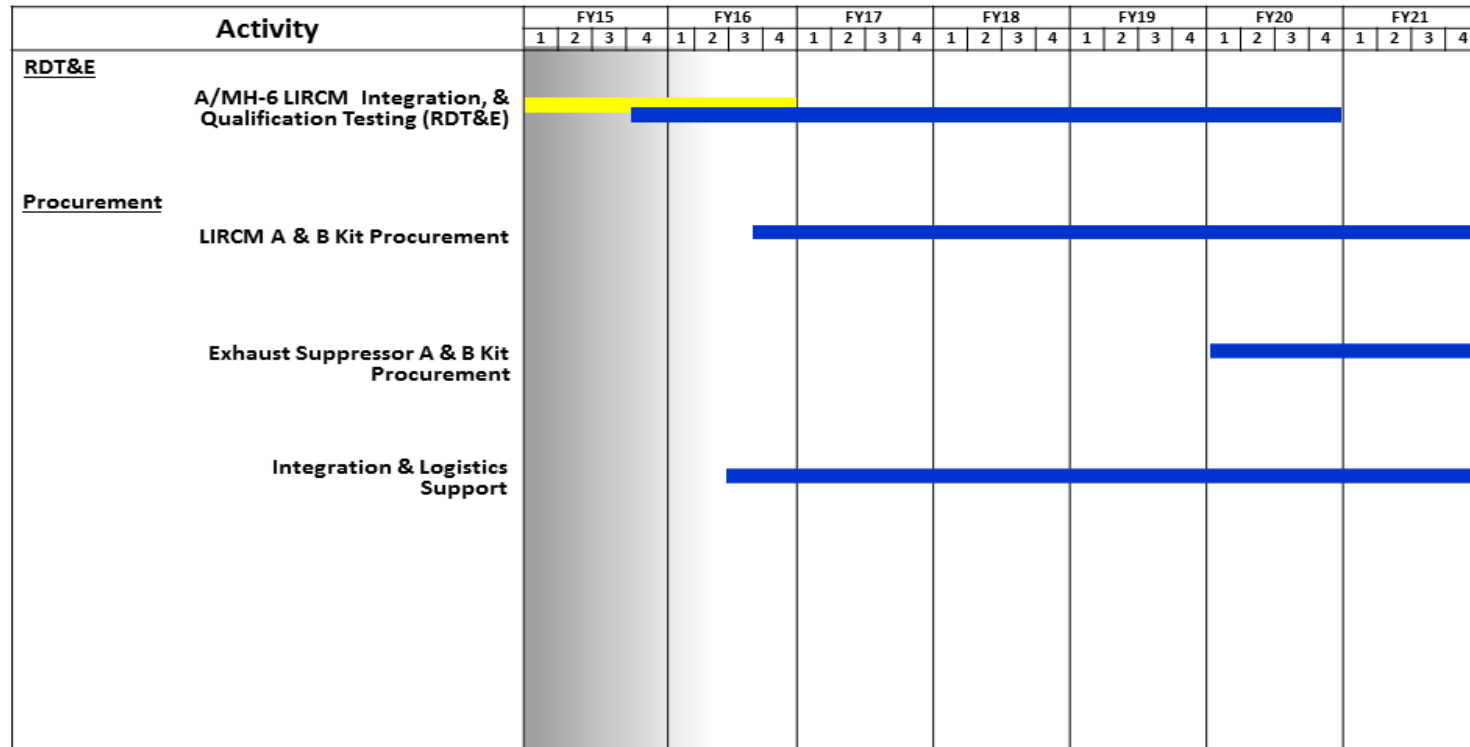 Activity
FY15 FY16 FY17 FY18 FY19 FY20 FY21
1 2 3 4 1 2 3 4 1 2 3 4 1 2 3 4 1 2 3 4 1 2 3 4 1 2 3 4
RDT&E
A/MH-6 LIRCM Integration, &
Qualification Testing (RDT&E)
Procurement
LIRCM A & B Kit Procurement
Exhaust Suppressor A & B Kit
Procurement
Integration & Logistics
Support